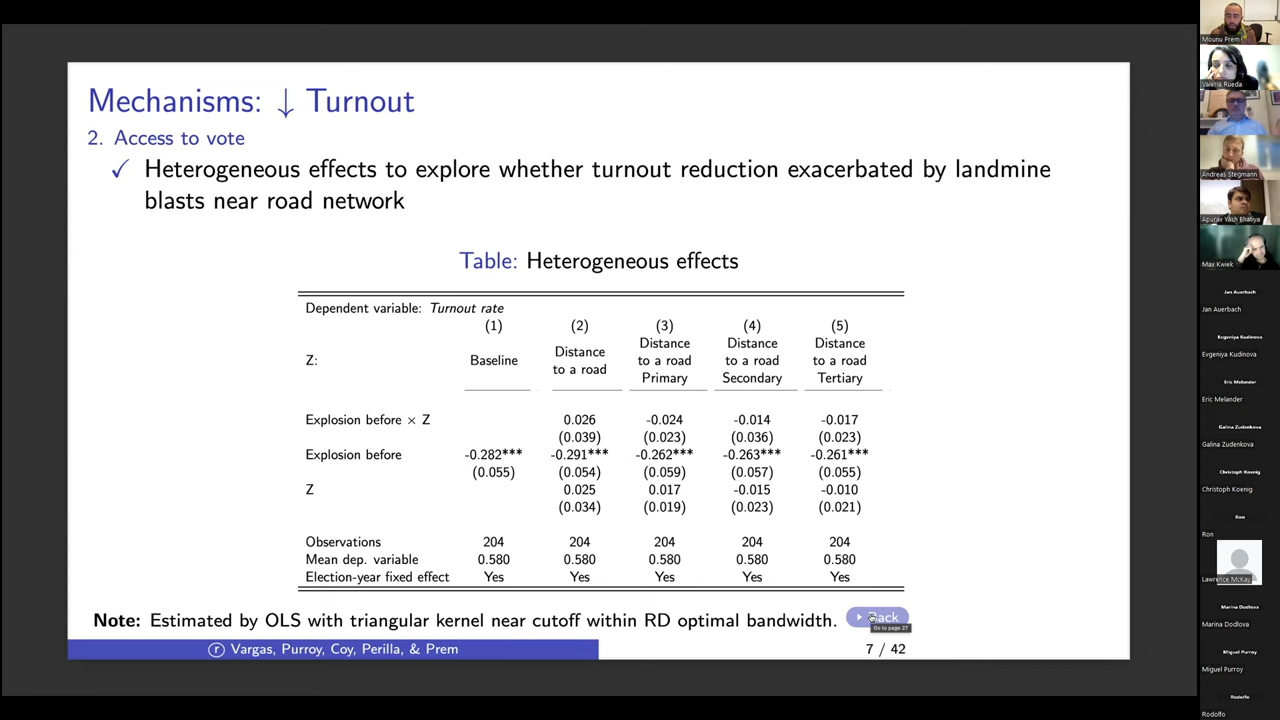 Mechanisms: ↓ Turnout
2. Access to vote
✓ Heterogeneous effects to explore whether turnout reduction exacerbated by landmine
blasts near road network
Table: Heterogeneous effects
Dependent variable: Turnout rate
(1) (2) (3) (4) (5)
Z: Baseline Distance to a road Distance to a road Primary Distance to a road Secondary Distance to a road Tertiary
Explosion before × Z 0.026 -0.024 -0.014 -0.017
(0.039) (0.023) (0.036) (0.023)
Explosion before -0.282*** -0.291*** -0.262*** -0.263*** -0.261***
(0.055) (0.054) (0.059) (0.057) (0.055)
Z 0.025 0.017 -0.015 -0.010
(0.034) (0.019) (0.023) (0.021)
Observations 204 204 204 204 204
Mean dep. variable 0.580 0.580 0.580 0.580 0.580
Election-year fixed effect Yes Yes Yes Yes Yes
Note: Estimated by OLS with triangular kernel near cutoff within RD optimal bandwidth. Back
Go to page 27
ⓡ Vargas, Purroy, Coy, Perilla, & Prem 7 / 42
Mounu Prem
Valeria Rueda
Andreas Stegmann
Apurav Yash Bhatiya
Max Kwiek
Jan Auerbach
Jan Auerbach
Evgeniya Kudinova
Evgeniya Kudinova
Eric Melander
Eric Melander
Galina Zudenkova
Galina Zudenkova
Christoph Koenig
Christoph Koenig
Ron
Ron
Lawrence McKay
Marina Dodlova
Marina Dodlova
Miguel Purroy
Miguel Purroy
Rodolfo
Rodolfo